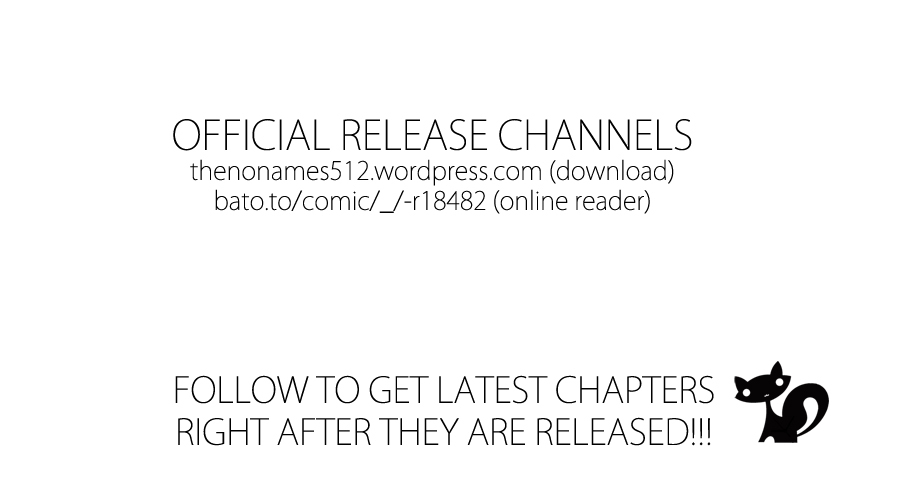 OFFICIAL RELEASE CHANNELS
thenonames512.wordpress.com (download)
bato.to/comic/_/-r18482 (online reader)
FOLLOW TO GET LATEST CHAPTERS
RIGHT AFTER THEY ARE RELEASED!!!